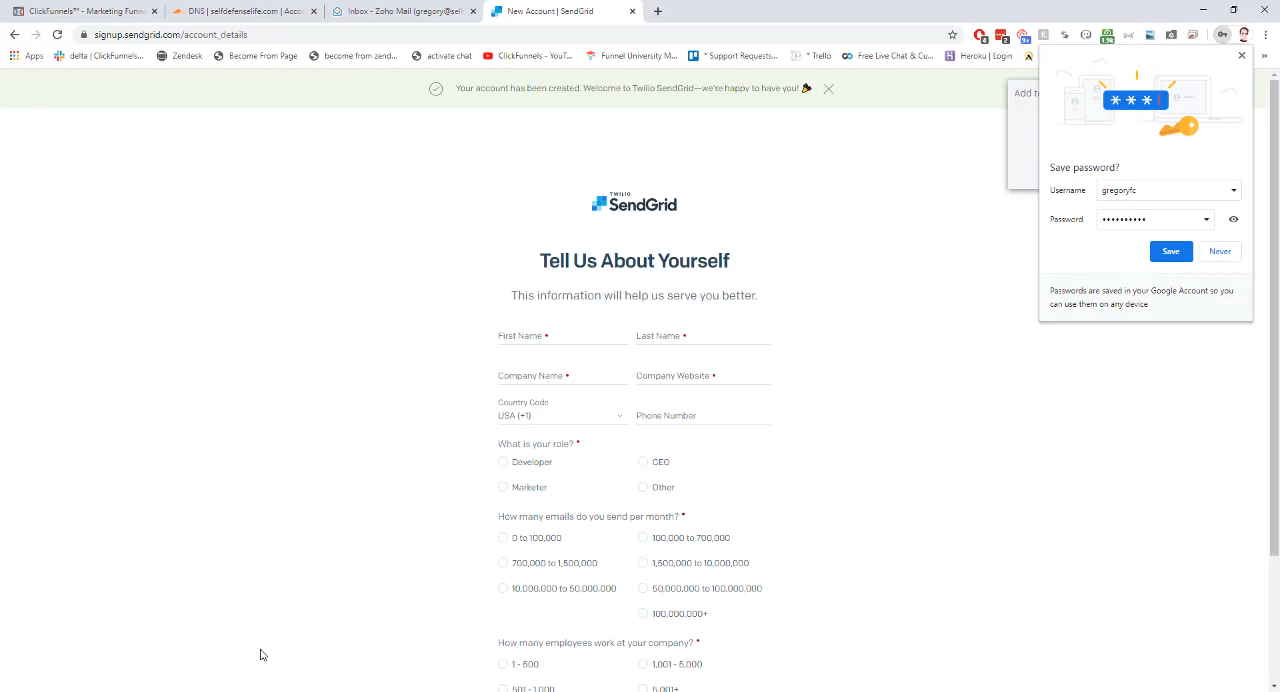 ClickFunnels™ - Marketing Funne
DNS | selfdefenselife.com | Acco
Inbox - Zoho Mail (gregory@self
New Account | SendGrid
signup.sendgrid.com/account_details
4
2
9+
Apps
delta |ClickFunnels...
Zendesk
Become From Page
become from zend...
activate chat
ClickFunnels - YouT...
Funnel University M...
* Support Requests...
* Trello
Free Live Chat & Cu...
Heroku | Login
»
Your account has been created. Welcome to Twilio SendGrid—we're happy to have you!
Add to
TWILIO
SendGrid
Tell Us About Yourself
This information will help us serve you better.
First Name *
Last Name *
Company Name *
Company Website *
Country Code
USA (+1)
Phone Number
What is your role? *
Developer
CEO
Marketer
Other
How many emails do you send per month? *
0 to 100,000
100,000 to 700,000
700,000 to 1,500,000
1,500,000 to 10,000,000
10,000,000 to 50,000,000
50,000,000 to 100,000,000
100,000,000+
How many employees work at your company? *
1 - 500
1,001 - 5,000
501 - 1,000
5,001+
* * *
Save password?
Username
gregoryfc
Password
••••••••••
Save
Never
Passwords are saved in your Google Account so you
can use them on any device